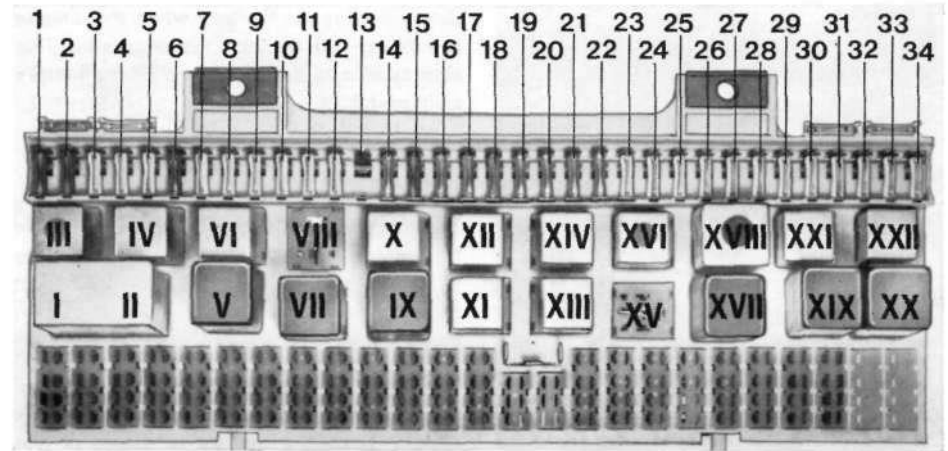 1 3 5 7 9 11 13 15 17 19 21 23 25 27 29 31 33
2 4 6 8 10 12 14 16 18 20 22 24 26 28 30 32 34
III IV VI VIII X XII XIV XVI XVIII XXI XXII
I II V VII IX XI XIII XV XVII XIX XX